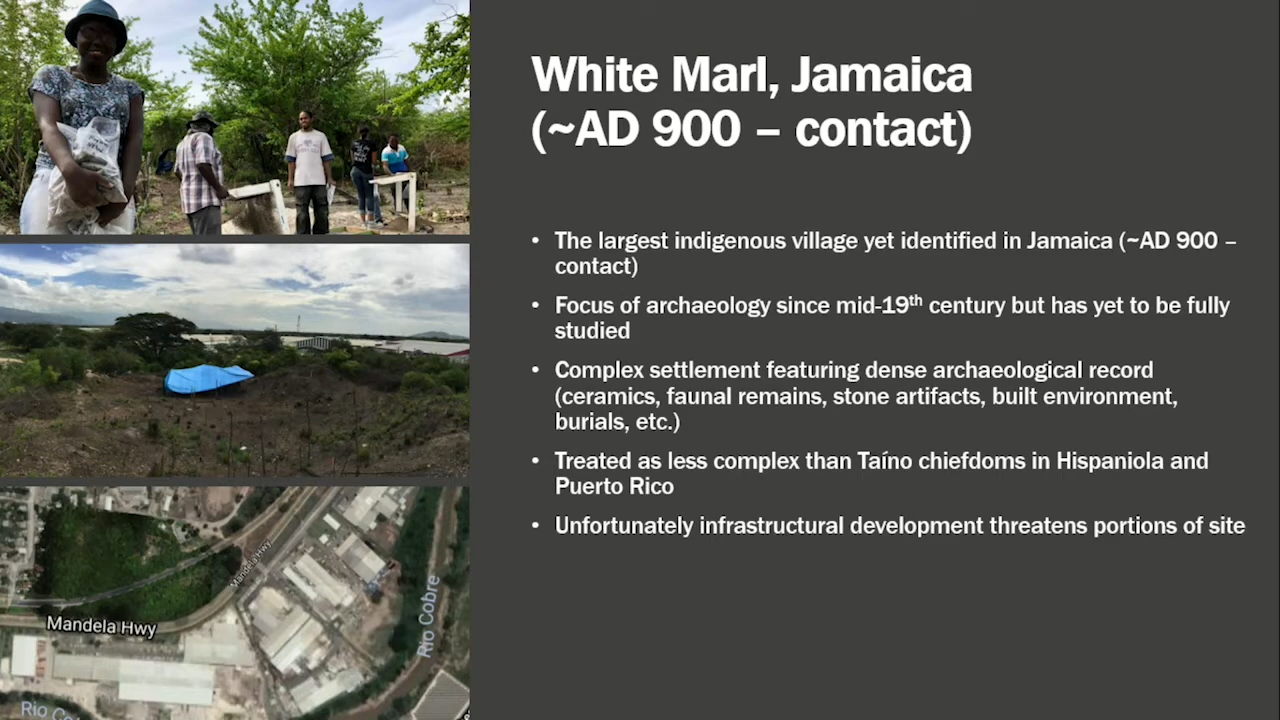 White Marl, Jamaica
(~AD 900 – contact)
• The largest indigenous village yet identified in Jamaica (~AD 900 –
contact)
• Focus of archaeology since mid-19th century but has yet to be fully
studied
• Complex settlement featuring dense archaeological record
(ceramics, faunal remains, stone artifacts, built environment,
burials, etc.)
• Treated as less complex than Taíno chiefdoms in Hispaniola and
Puerto Rico
• Unfortunately infrastructural development threatens portions of site
Mandela Hwy
Mandela Hwy
Rio Cobre
Rio Co